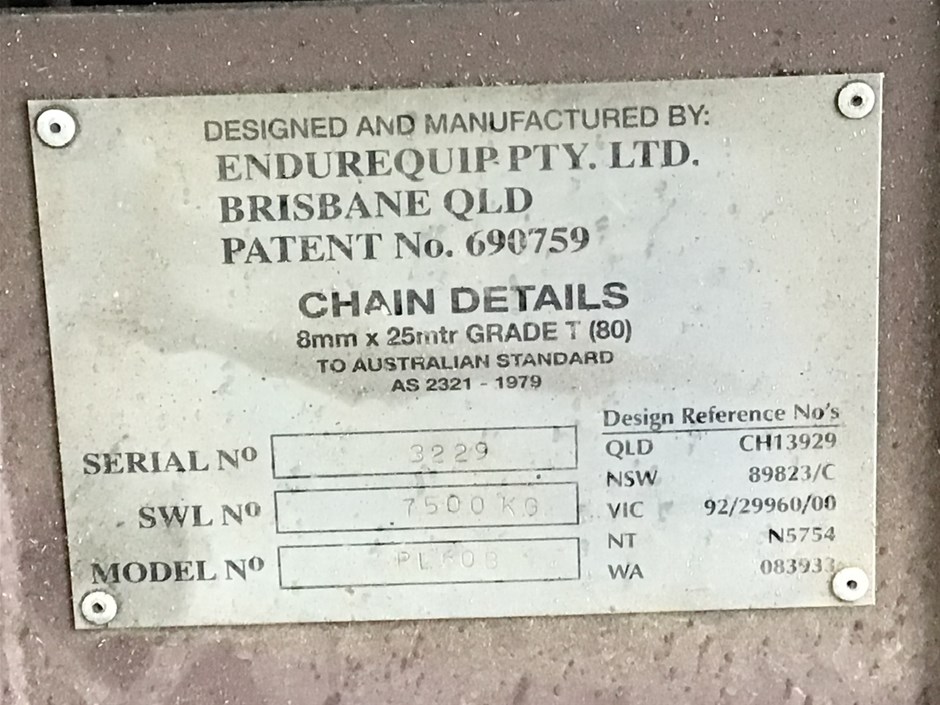 DESIGNED AND MANUFACTURED BY:
ENDUREQUIP PTY. LTD.
BRISBANE QLD
PATENT No. 690759
CHAIN DETAILS
8mm x 25mtr GRADE T (80)
TO AUSTRALIAN STANDARD
AS 2321 - 1979
SERIAL Nº 3229
SWL Nº 7500 KG
MODEL Nº
Design Reference No's
QLD CH13929
NSW 89823/C
VIC 92/29960/00
NT N5754
WA 083933